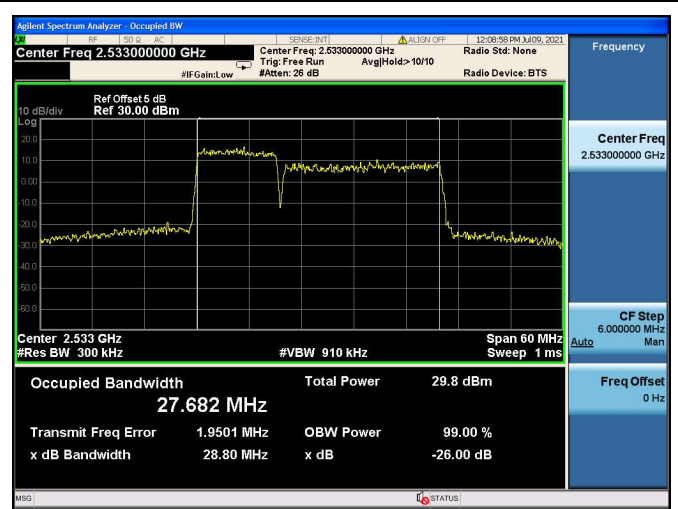 Agilent Spectrum Analyzer - Occupied BW
RF 50 Ω AC SENSE:INT ALIGN OFF 12:08:58 PM Jul 09, 2021
Center Freq 2.533000000 GHz Center Freq: 2.533000000 GHz Radio Std: None
Trig: Free Run Avg|Hold>10/10
#IFGain:Low #Atten: 26 dB Radio Device: BTS
Frequency
Ref Offset 5 dB
10 dB/div Ref 30.00 dBm
Log
20.0
10.0
0.00
-10.0
-20.0
-30.0
-40.0
-50.0
-60.0
Center 2.533 GHz Span 60 MHz
#Res BW 300 kHz #VBW 910 kHz Sweep 1 ms
Occupied Bandwidth Total Power 29.8 dBm
27.682 MHz
Transmit Freq Error 1.9501 MHz OBW Power 99.00 %
x dB Bandwidth 28.80 MHz x dB -26.00 dB
Center Freq
2.533000000 GHz
CF Step
6.000000 MHz
Auto Man
Freq Offset
0 Hz
MSG STATUS